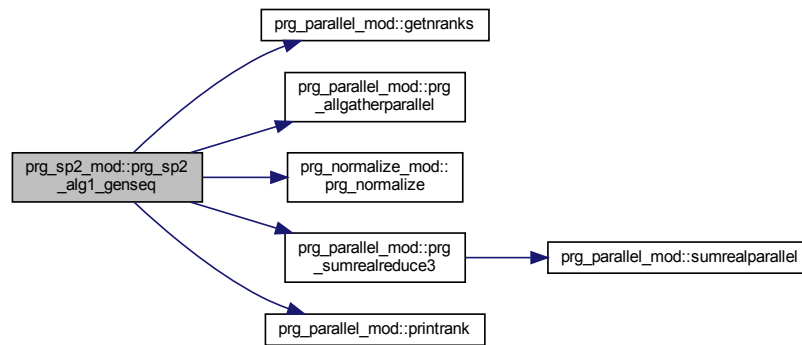 prg_parallel_mod::getnranks
prg_parallel_mod::prg
_allgatherparallel
prg_sp2_mod::prg_sp2
_alg1_genseq
prg_normalize_mod::
prg_normalize
prg_parallel_mod::prg
_sumrealreduce3
prg_parallel_mod::sumrealparallel
prg_parallel_mod::printrank